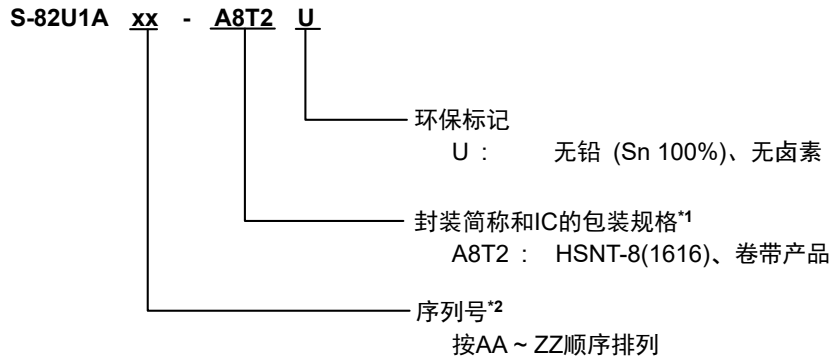 S-82U1A xx - A8T2 U
环保标记
U : 无铅 (Sn 100%)、无卤素
封装简称和IC的包装规格*1
A8T2 : HSNT-8(1616)、卷带产品
序列号*2
按AA ~ ZZ顺序排列